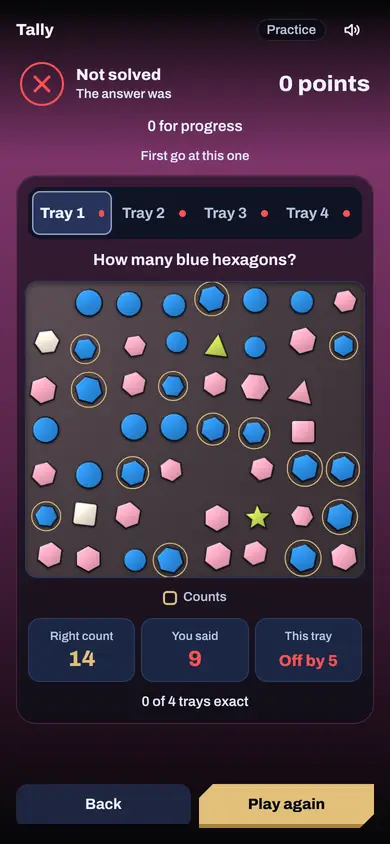 Tally
Practice
Not solved
The answer was
0 points
0 for progress
First go at this one
Tray 1
Tray 2
Tray 3
Tray 4
How many blue hexagons?
Counts
Right count
You said
This tray
14
9
Off by 5
0 of 4 trays exact
Back
Play again